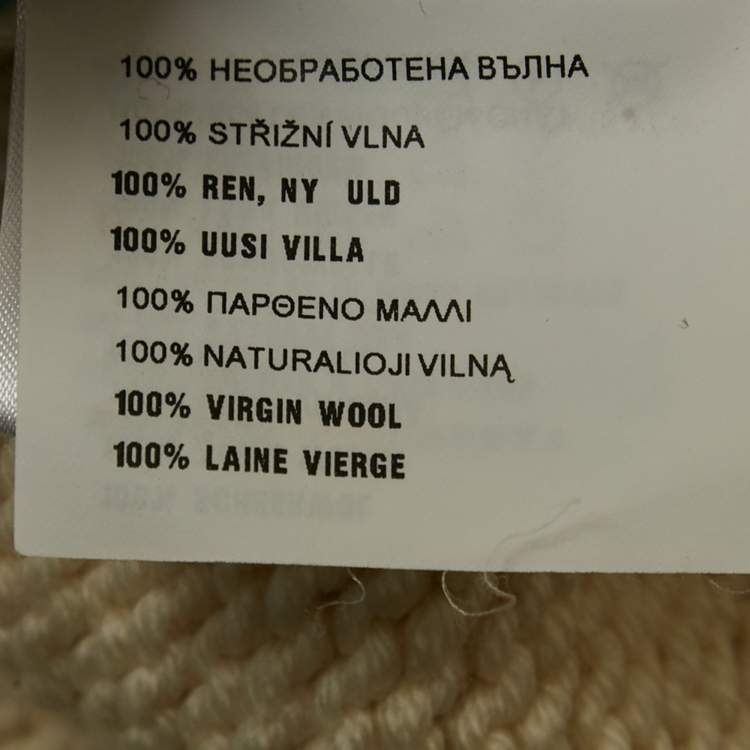 100% НЕОБРАБОТЕНА ВЪЛНА
100% STŘIŽNÍ VLNA
100% REN, NY ULD
100% UUSI VILLA
100% ΠΑΡΘΕΝΟ ΜΑΛΛΙ
100% NATURALIOJI VILNĄ
100% VIRGIN WOOL
100% LAINE VIERGE